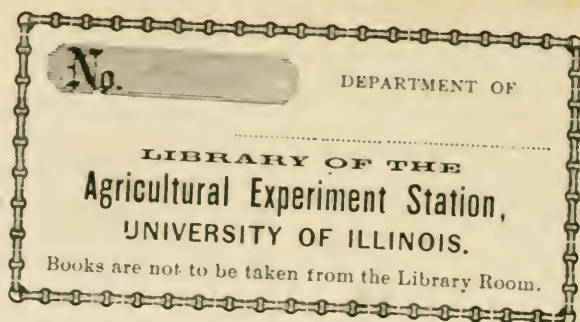 No.
DEPARTMENT OF
LIBRARY OF THE
Agricultural Experiment Station,
UNIVERSITY OF ILLINOIS.
Books are not to be taken from the Library Room.